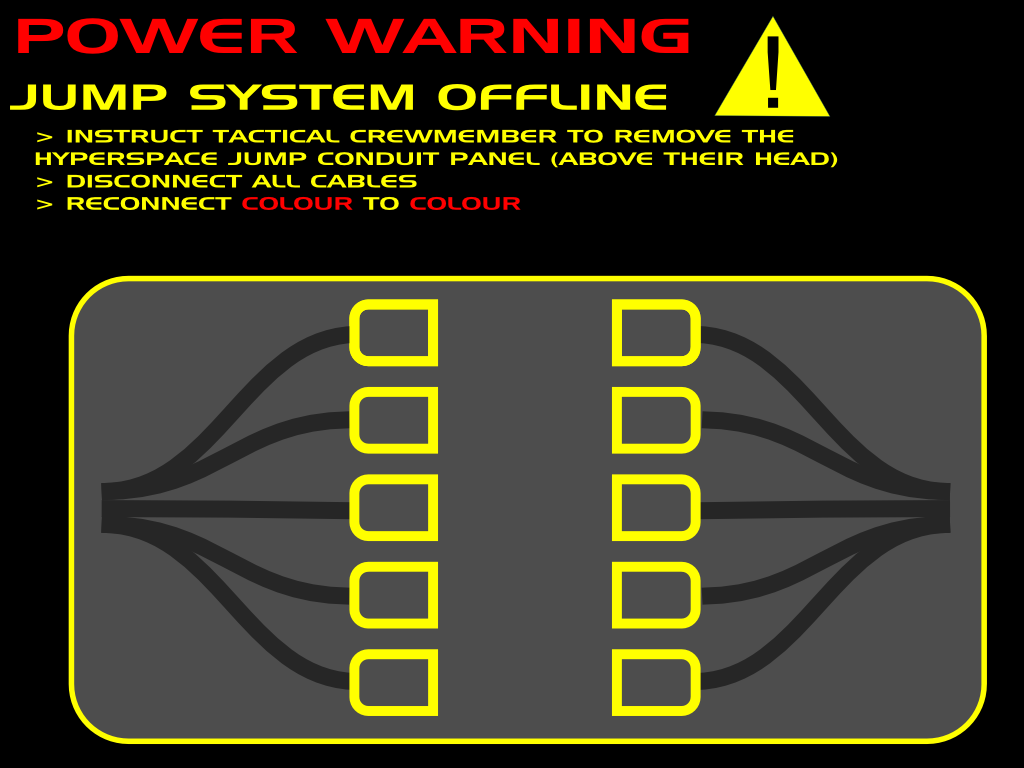 POWER WARNING
!
JUMP SYSTEM OFFLINE
> INSTRUCT TACTICAL CREWMEMBER TO REMOVE THE
HYPERSPACE JUMP CONDUIT PANEL (ABOVE THEIR HEAD)
> DISCONNECT ALL CABLES
> RECONNECT COLOUR TO COLOUR